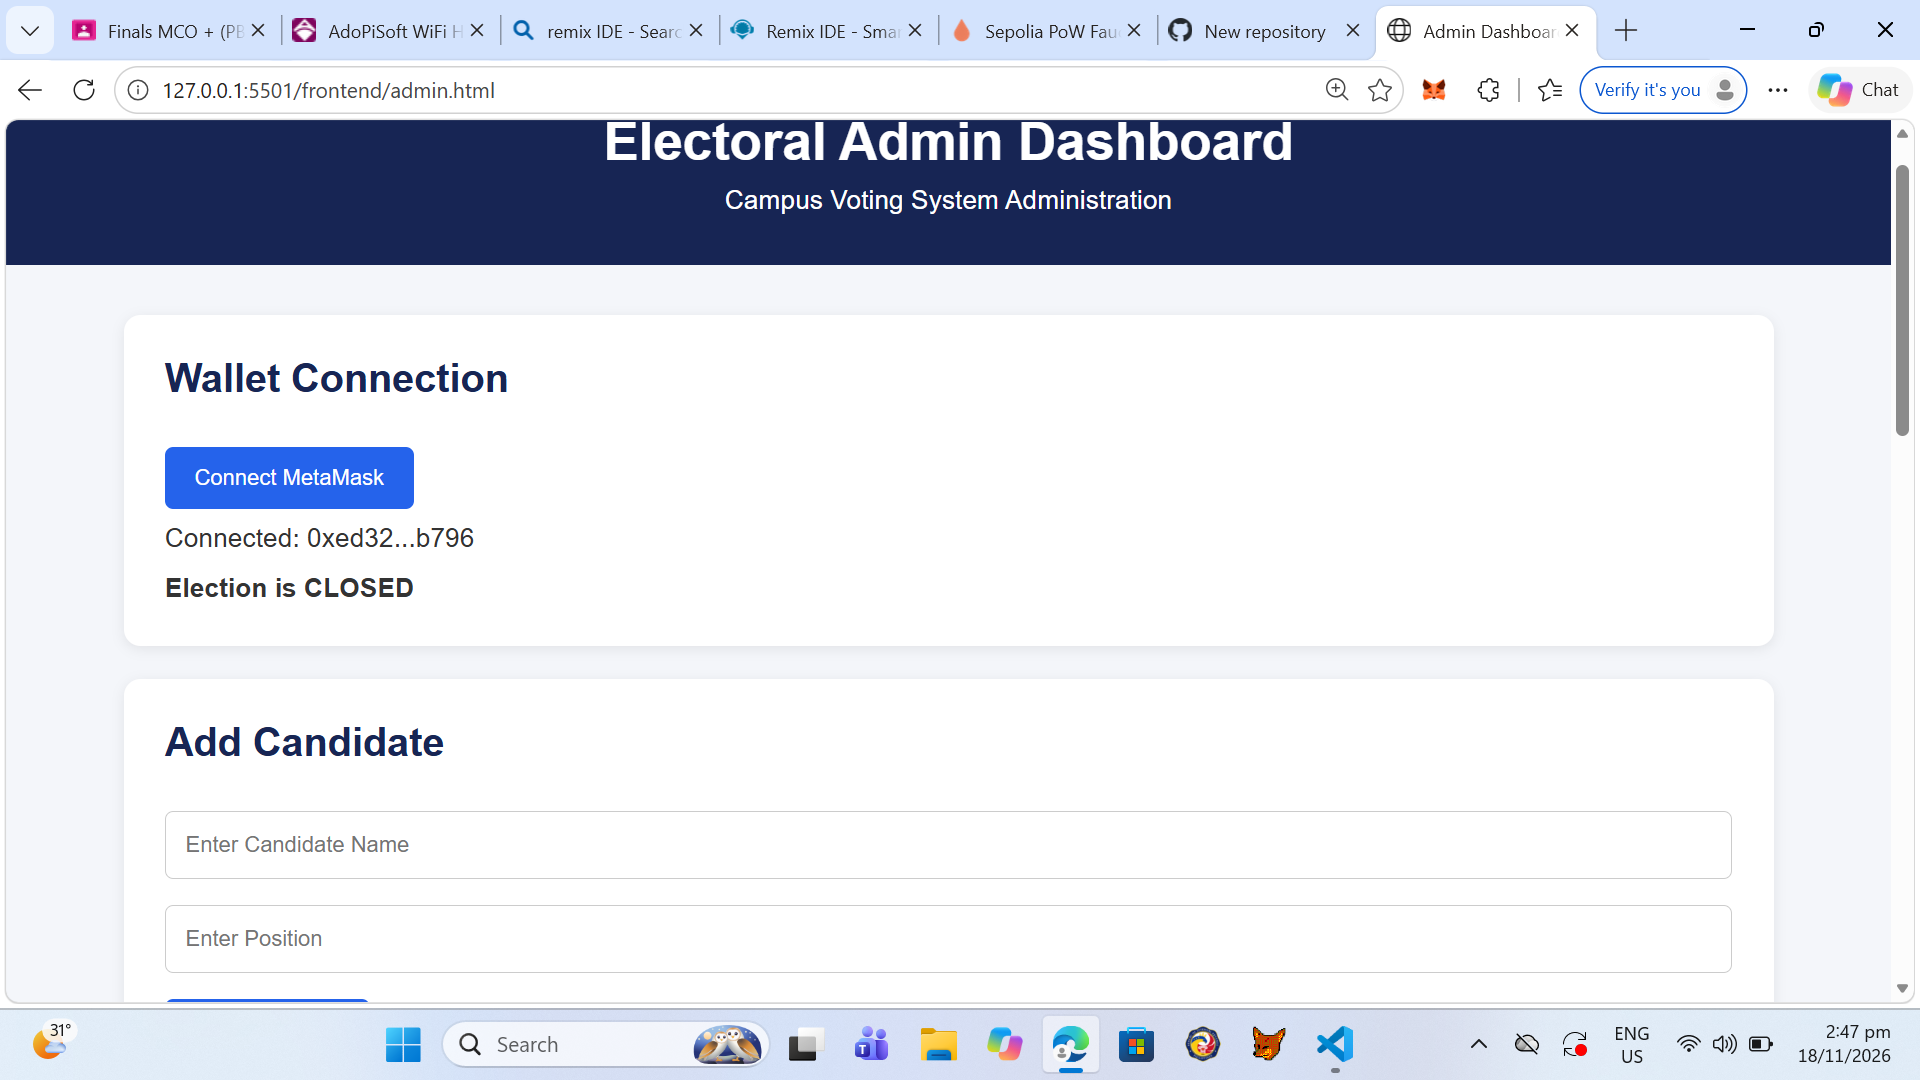 Finals MCO + (PB
AdoPiSoft WiFi H
remix IDE - Searc
Remix IDE - Smar
Sepolia PoW Fau
New repository
Admin Dashboar
127.0.0.1:5501/frontend/admin.html
Verify it's you
Chat
Electoral Admin Dashboard
Campus Voting System Administration
Wallet Connection
Connect MetaMask
Connected: 0xed32...b796
Election is CLOSED
Add Candidate
Enter Candidate Name
Enter Position
31°
Search
ENG
US
2:47 pm
18/11/2026